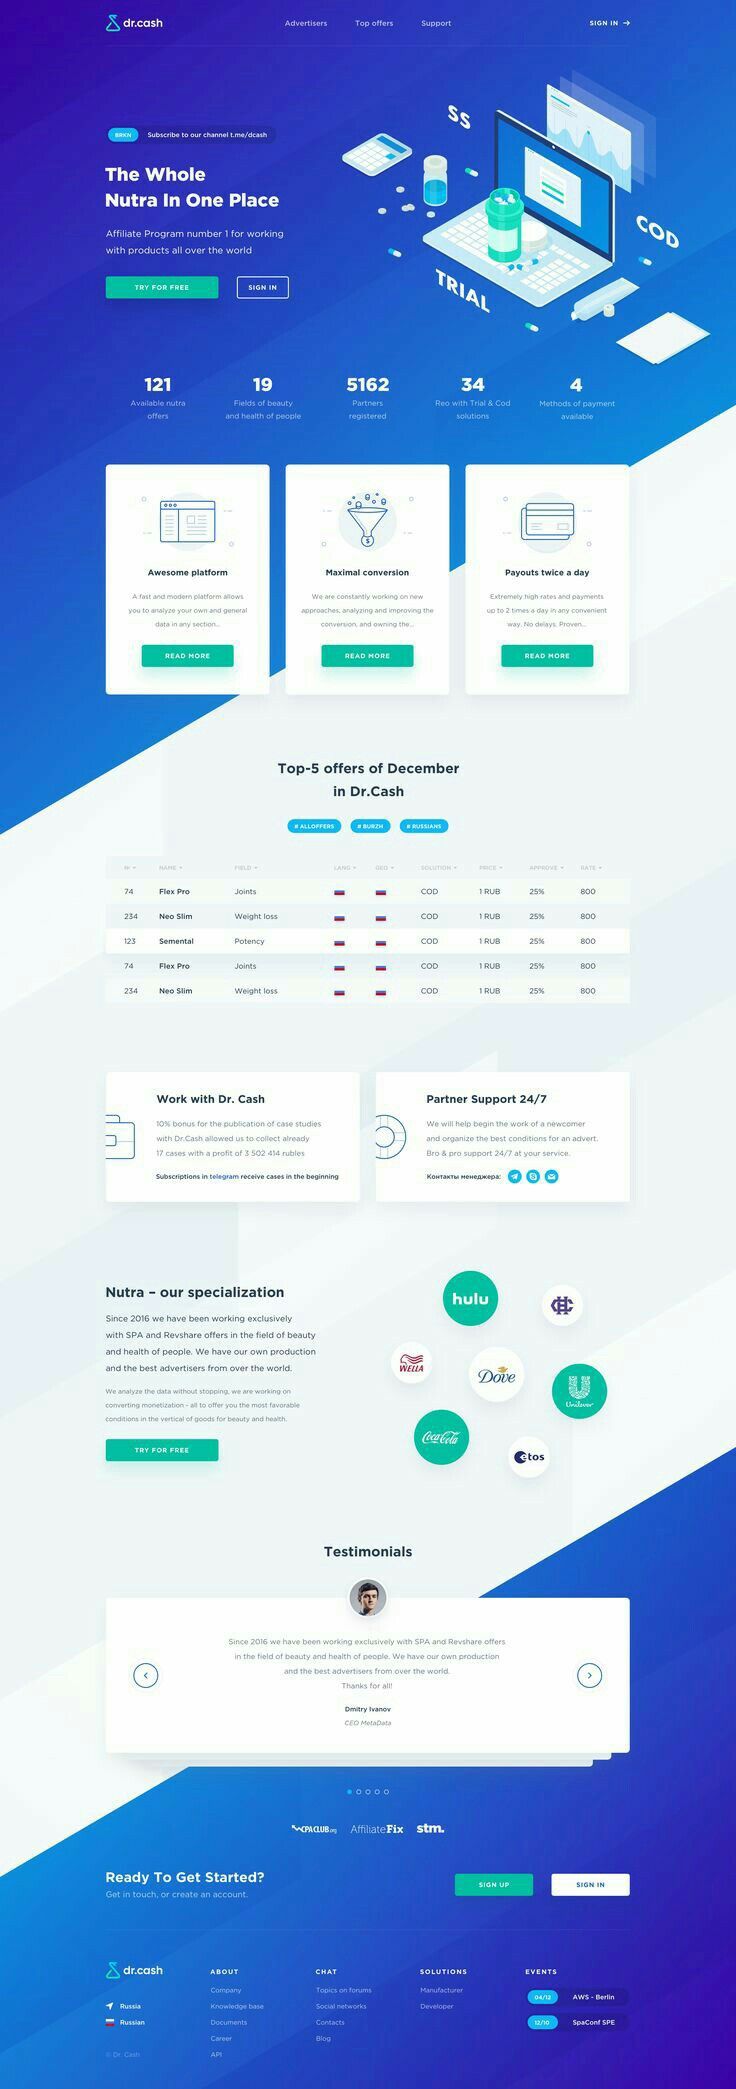 dr.cash
Advertisers Top offers Support
SIGN IN
BRKN Subscribe to our channel t.me/dcash
The Whole
Nutra In One Place
Affiliate Program number 1 for working
with products all over the world
TRY FOR FREE SIGN IN
SS
COD
TRIAL
121 19 5162 34 4
Available nutra Fields of beauty Partners Reo with Trial & Cod Methods of payment
offers and health of people registered solutions available
$
Awesome platform
A fast and modern platform allows
you to analyze your own and general
data in any section...
READ MORE
Maximal conversion
We are constantly working on new
approaches, analyzing and improving the
conversion, and owning the...
READ MORE
Payouts twice a day
Extremely high rates and payments
up to 2 times a day in any convenient
way. No delays. Proven...
READ MORE
Top-5 offers of December
in Dr.Cash
# ALLOFFERS # BURZH # RUSSIANS
№ NAME FIELD LANG GEO SOLUTION PRICE APPROVE RATE
74 Flex Pro Joints COD 1 RUB 25% 800
234 Neo Slim Weight loss COD 1 RUB 25% 800
123 Semental Potency COD 1 RUB 25% 800
74 Flex Pro Joints COD 1 RUB 25% 800
234 Neo Slim Weight loss COD 1 RUB 25% 800
Work with Dr. Cash
10% bonus for the publication of case studies
with Dr.Cash allowed us to collect already
17 cases with a profit of 3 502 414 rubles
Subscriptions in telegram receive cases in the beginning
Partner Support 24/7
We will help begin the work of a newcomer
and organize the best conditions for an advert.
Bro & pro support 24/7 at your service.
Контакты менеджера:
Nutra – our specialization
Since 2016 we have been working exclusively
with SPA and Revshare offers in the field of beauty
and health of people. We have our own production
and the best advertisers from over the world.
We analyze the data without stopping, we are working on
converting monetization - all to offer you the most favorable
conditions in the vertical of goods for beauty and health.
TRY FOR FREE
hulu
WELLA
Dove
Unilever
Coca-Cola
etos
Testimonials
Since 2016 we have been working exclusively with SPA and Revshare offers
in the field of beauty and health of people. We have our own production
and the best advertisers from over the world.
Thanks for all!
Dmitry Ivanov
CEO MetaData
CPACLUB.org AffiliateFix stm.
Ready To Get Started?
Get in touch, or create an account.
SIGN UP SIGN IN
dr.cash
Russia
Russian
© Dr. Cash
ABOUT
Company
Knowledge base
Documents
Career
API
CHAT
Topics on forums
Social networks
Contacts
Blog
SOLUTIONS
Manufacturer
Developer
EVENTS
04/12 AWS - Berlin
12/10 SpaConf SPE